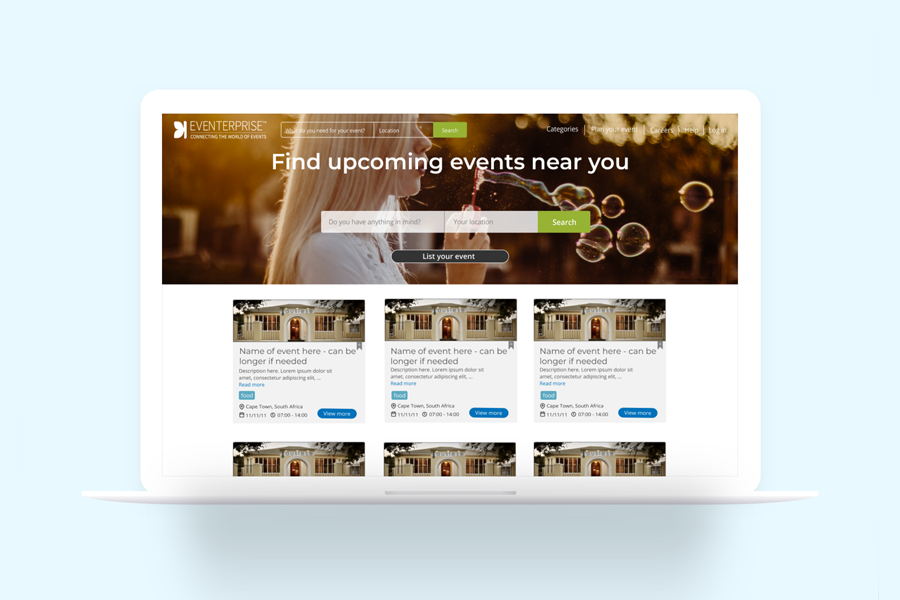 EVENTERPRISE™
CONNECTING THE WORLD OF EVENTS
What do you need for your event?
Location
Search
Categories
Plan your event
Careers
Help
Log in
Find upcoming events near you
Do you have anything in mind?
Your location
Search
List your event
Name of event here - can be
longer if needed
Description here. Lorem ipsum dolor sit
amet, consectetur adipiscing elit, ...
Read more
food
Cape Town, South Africa
11/11/11 07:00 - 14:00
View more
Name of event here - can be
longer if needed
Description here. Lorem ipsum dolor sit
amet, consectetur adipiscing elit, ...
Read more
food
Cape Town, South Africa
11/11/11 07:00 - 14:00
View more
Name of event here - can be
longer if needed
Description here. Lorem ipsum dolor sit
amet, consectetur adipiscing elit, ...
Read more
food
Cape Town, South Africa
11/11/11 07:00 - 14:00
View more